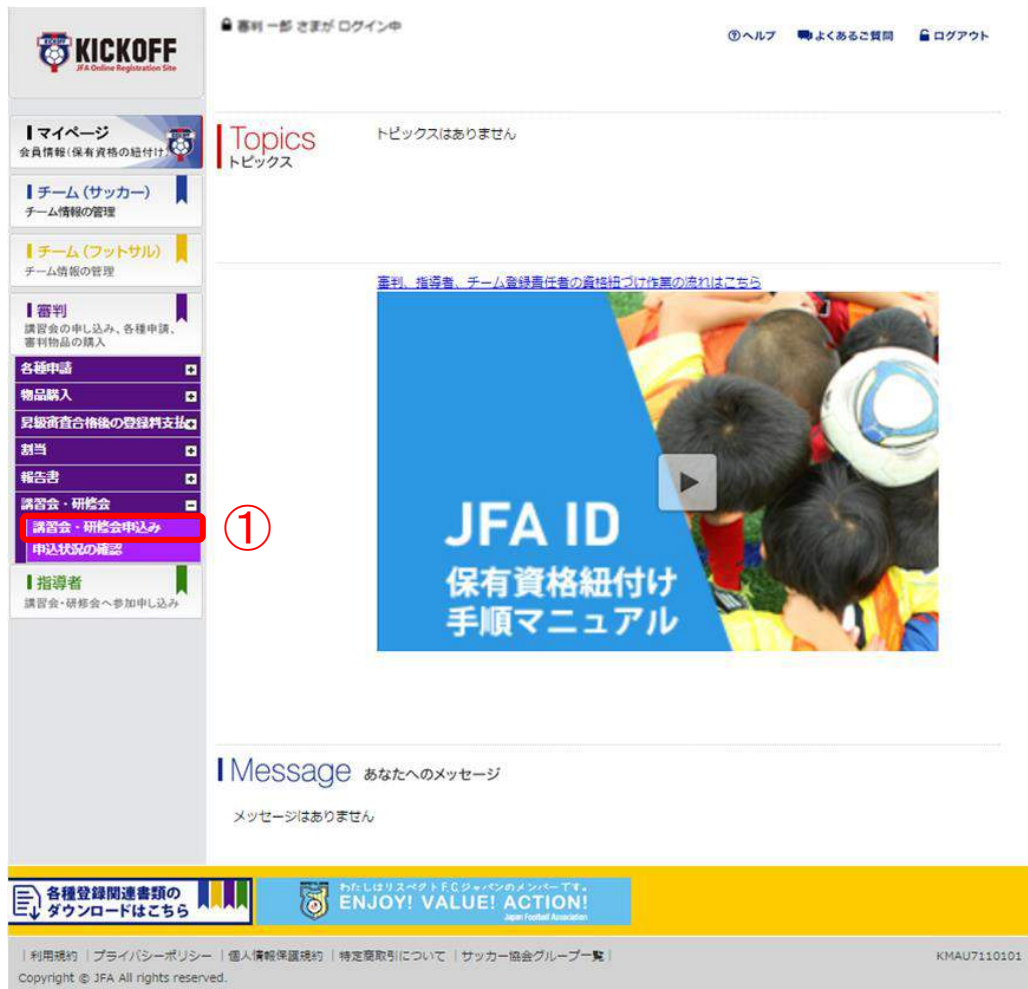 KICKOFF
JFA Online Registration Site
審判 一郎 さまが ログイン中
ヘルプ
よくあるご質問
ログアウト
マイページ
会員情報(保有資格の紐付け)
チーム(サッカー)
チーム情報の管理
チーム(フットサル)
チーム情報の管理
審判
講習会の申し込み、各種申請、
審判物品の購入
各種申請
物品購入
昇級審査合格後の登録料支払
割当
報告書
講習会・研修会
講習会・研修会申込み
申込状況の確認
①
指導者
講習会・研修会へ参加申し込み
Topics
トピックス
トピックスはありません
審判、指導者、チーム登録責任者の資格紐づけ作業の流れはこちら
JFA ID
保有資格紐付け
手順マニュアル
Message あなたへのメッセージ
メッセージはありません
各種登録関連書類の
ダウンロードはこちら
わたしはリスペクトF.C.ジャパンのメンバーです。
ENJOY! VALUE! ACTION!
Japan Football Association
|利用規約 |プライバシーポリシー |個人情報保護規約 |特定商取引について |サッカー協会グループ一覧|
KMAU7110101
Copyright © JFA All rights reserved.